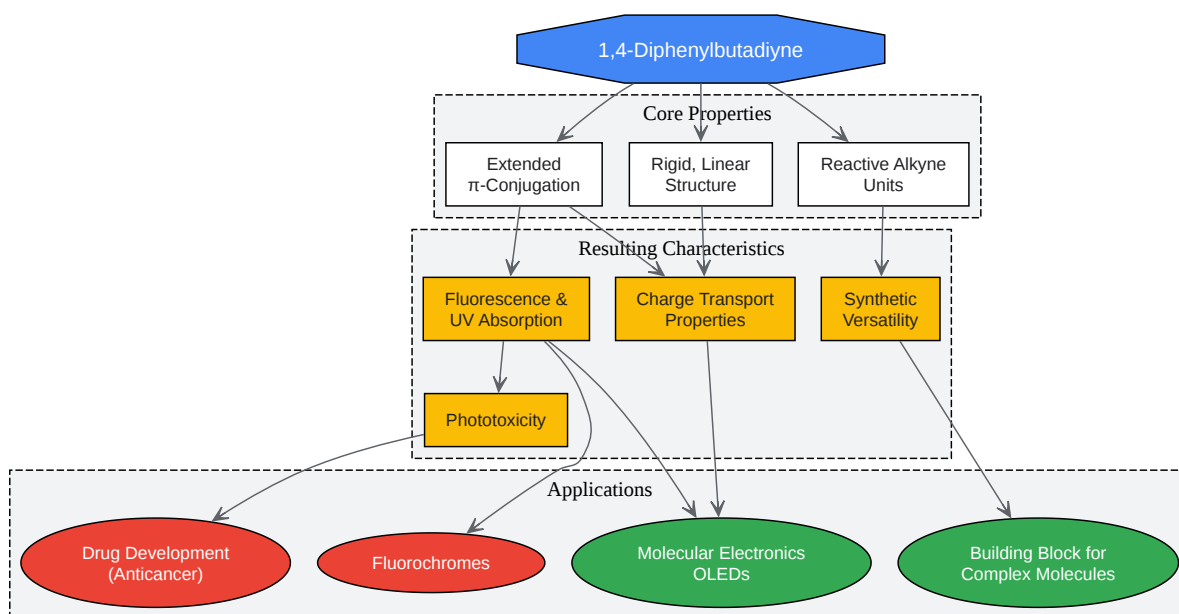 1,4-Diphenylbutadiyne
Core Properties
Extended
π-Conjugation
Rigid, Linear
Structure
Reactive Alkyne
Units
Resulting Characteristics
Fluorescence &
UV Absorption
Charge Transport
Properties
Synthetic
Versatility
Phototoxicity
Applications
Drug Development
(Anticancer)
Fluorochromes
Molecular Electronics
OLEDs
Building Block for
Complex Molecules